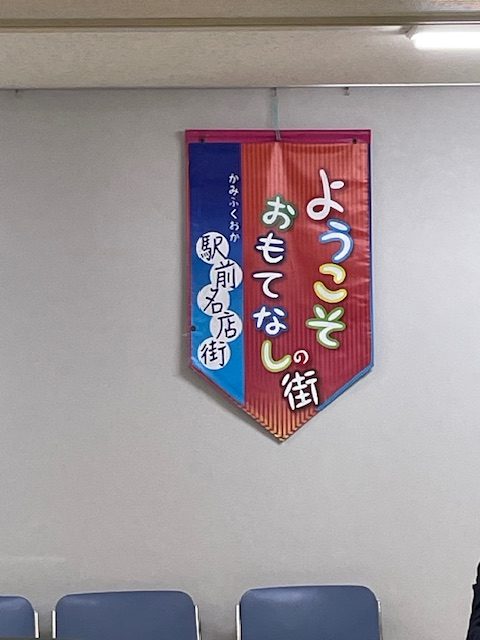 ようこそ
おもてなしの街
かみふくおか
駅前名店街